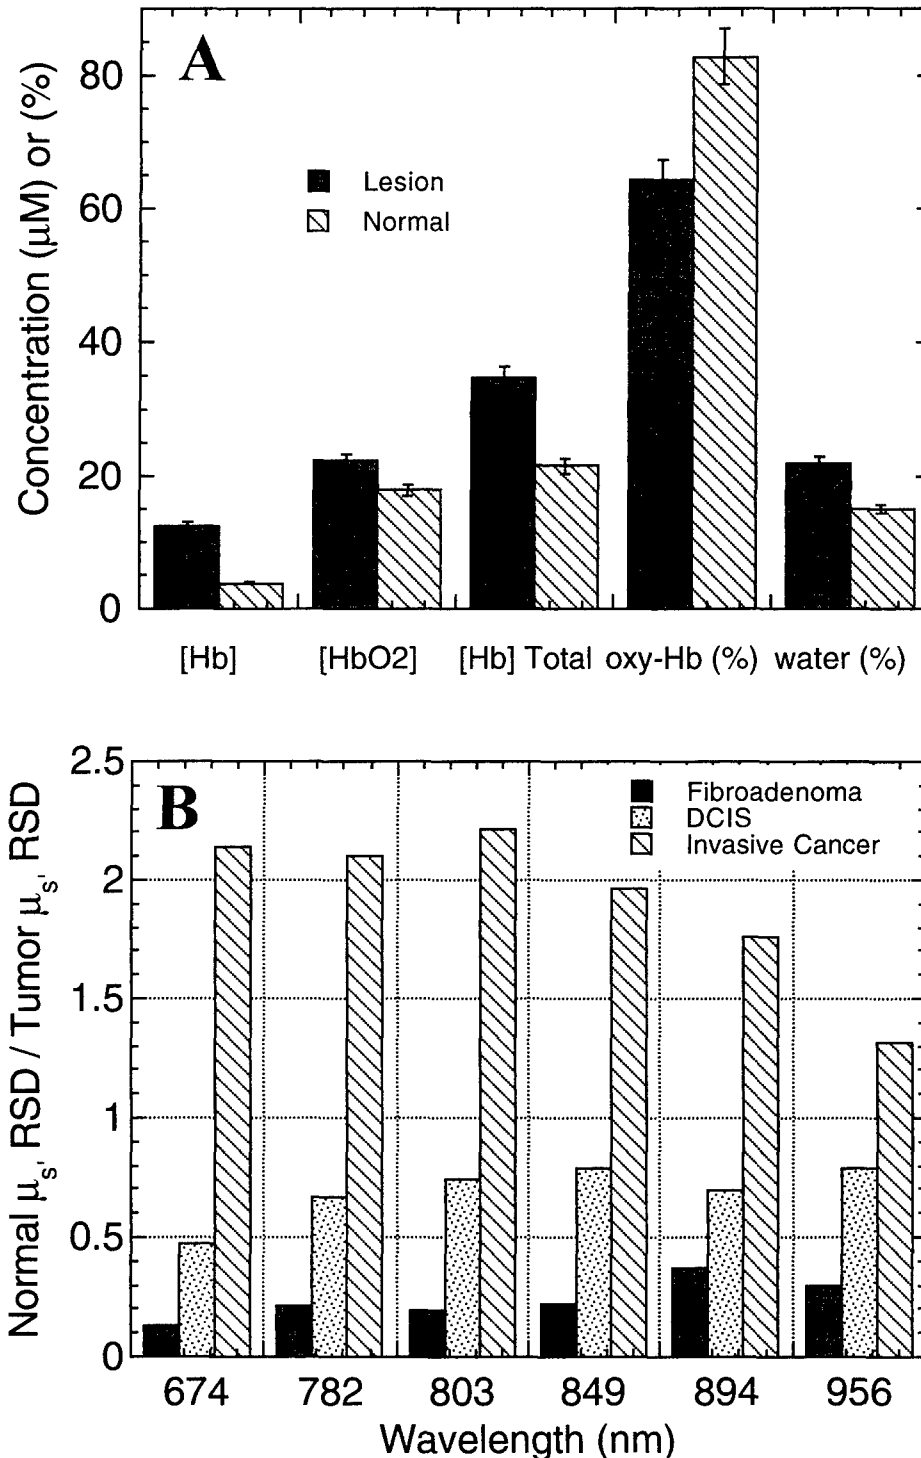 A
Concentration (μM) or (%)
80
60
40
20
0
Lesion
Normal
[Hb] [HbO2] [Hb] Total oxy-Hb (%) water (%)
B
Normal μs' RSD / Tumor μs' RSD
2.5
2
1.5
1
0.5
0
Fibroadenoma
DCIS
Invasive Cancer
674 782 803 849 894 956
Wavelength (nm)